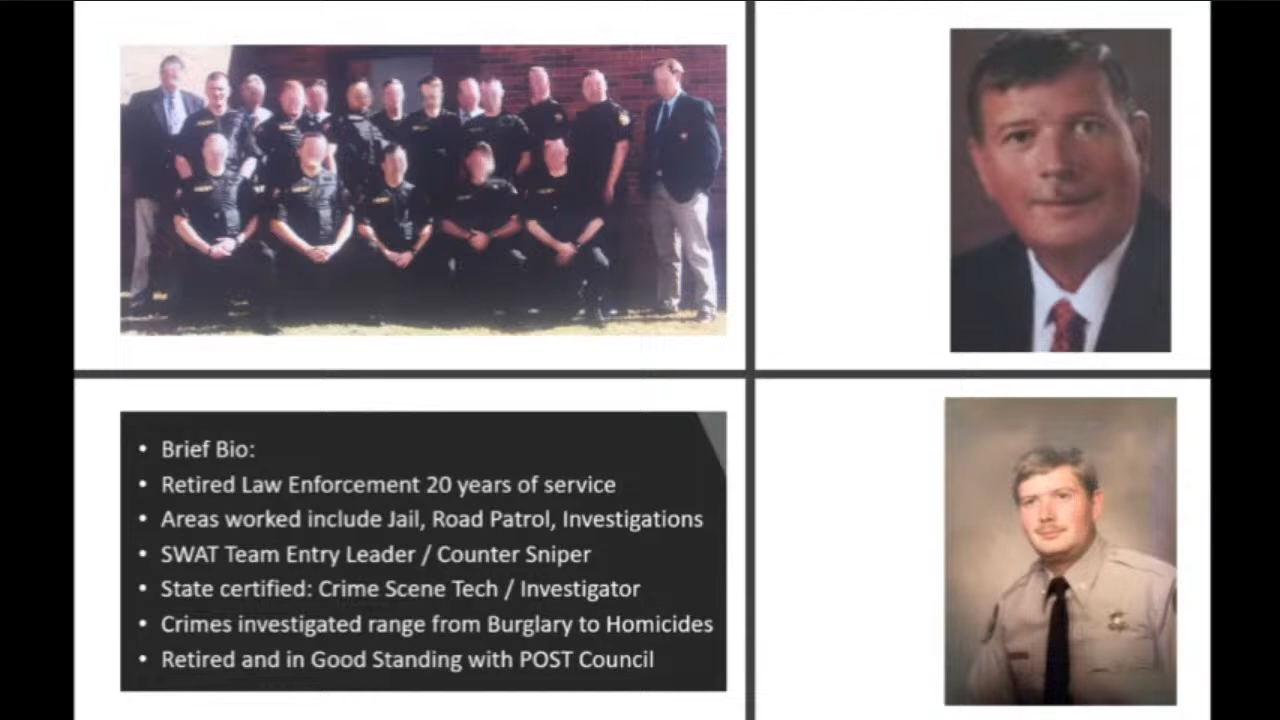 • Brief Bio:
• Retired Law Enforcement 20 years of service
• Areas worked include Jail, Road Patrol, Investigations
• SWAT Team Entry Leader / Counter Sniper
• State certified: Crime Scene Tech / Investigator
• Crimes investigated range from Burglary to Homicides
• Retired and in Good Standing with POST Council